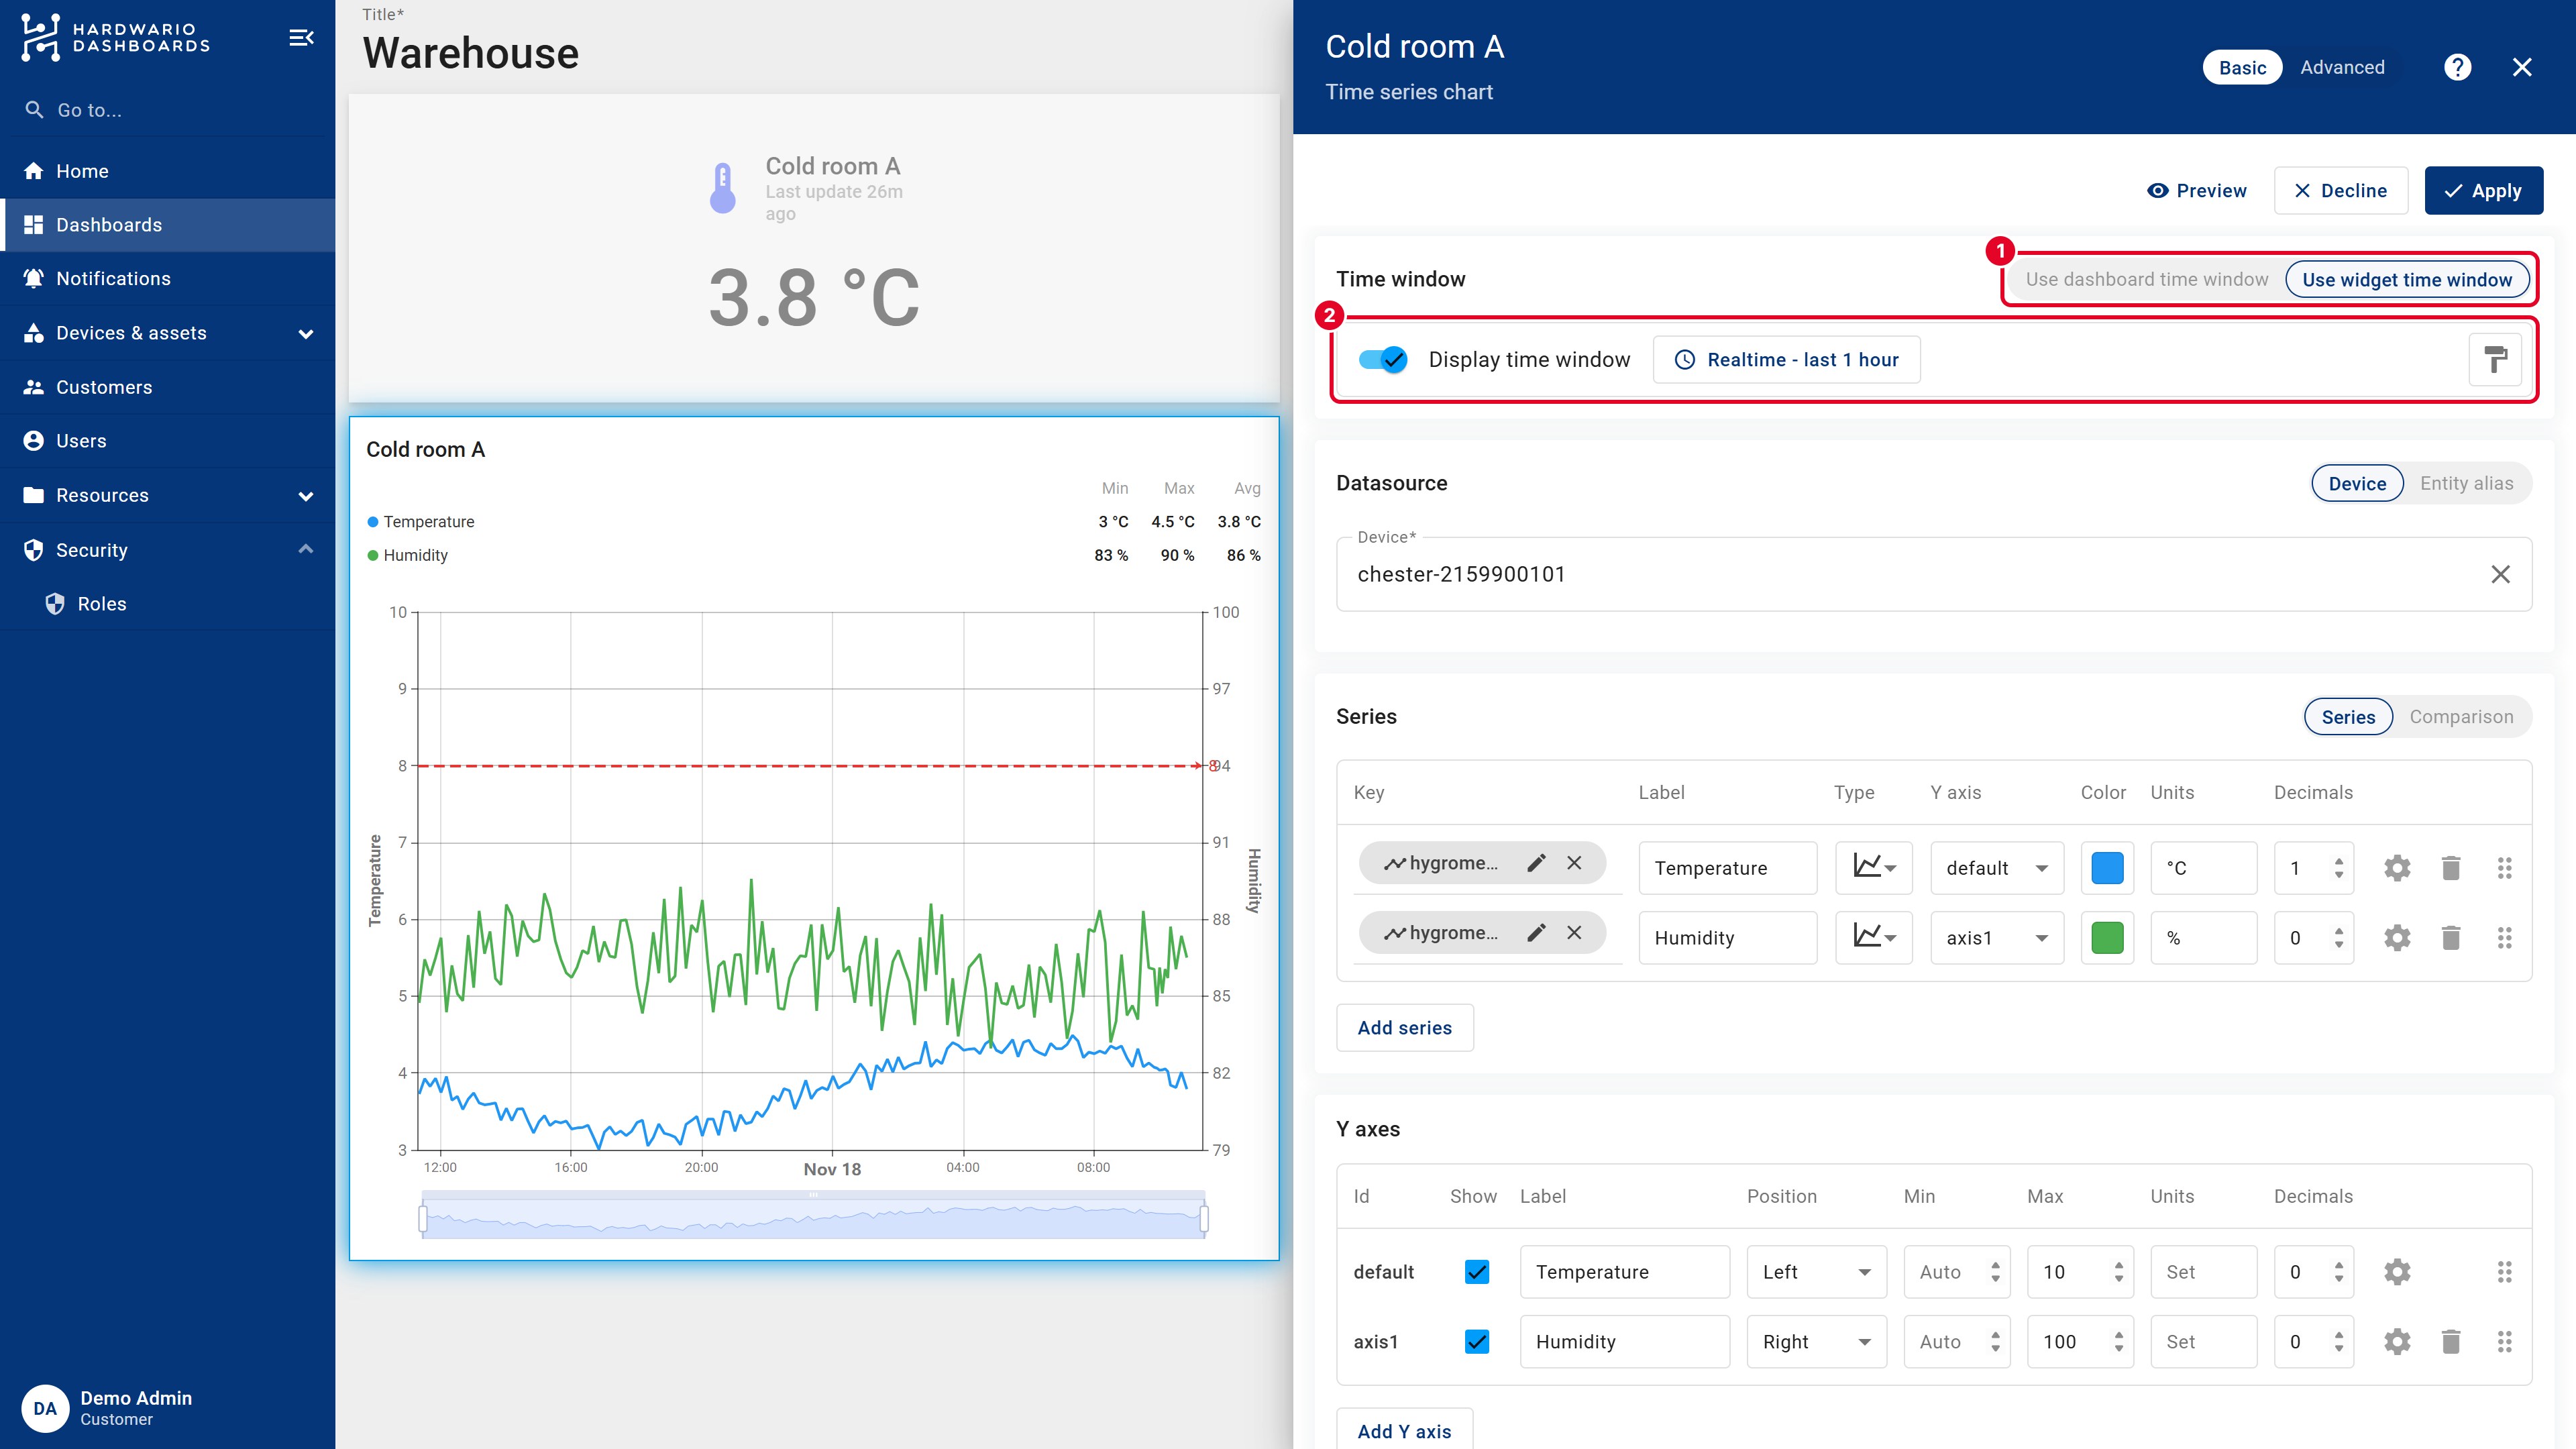 HARDWARIO
DASHBOARDS
Go to...
Home
Dashboards
Notifications
Devices & assets
Customers
Users
Resources
Security
Roles
DA
Demo Admin
Customer
Title*
Warehouse
Cold room A
Last update 26m
ago
3.8 °C
Cold room A
Min Max Avg
Temperature 3 °C 4.5 °C 3.8 °C
Humidity 83 % 90 % 86 %
10 100
9 97
8 8 94
7 91
6 88
5 85
4 82
3 79
Temperature
Humidity
12:00 16:00 20:00 Nov 18 04:00 08:00
Cold room A
Time series chart
Basic Advanced
?
Preview Decline Apply
1
Time window Use dashboard time window Use widget time window
2
Display time window Realtime - last 1 hour
Datasource Device Entity alias
Device*
chester-2159900101
Series Series Comparison
Key Label Type Y axis Color Units Decimals
hygrome... Temperature default °C 1
hygrome... Humidity axis1 % 0
Add series
Y axes
Id Show Label Position Min Max Units Decimals
default Temperature Left Auto 10 Set 0
axis1 Humidity Right Auto 100 Set 0
Add Y axis